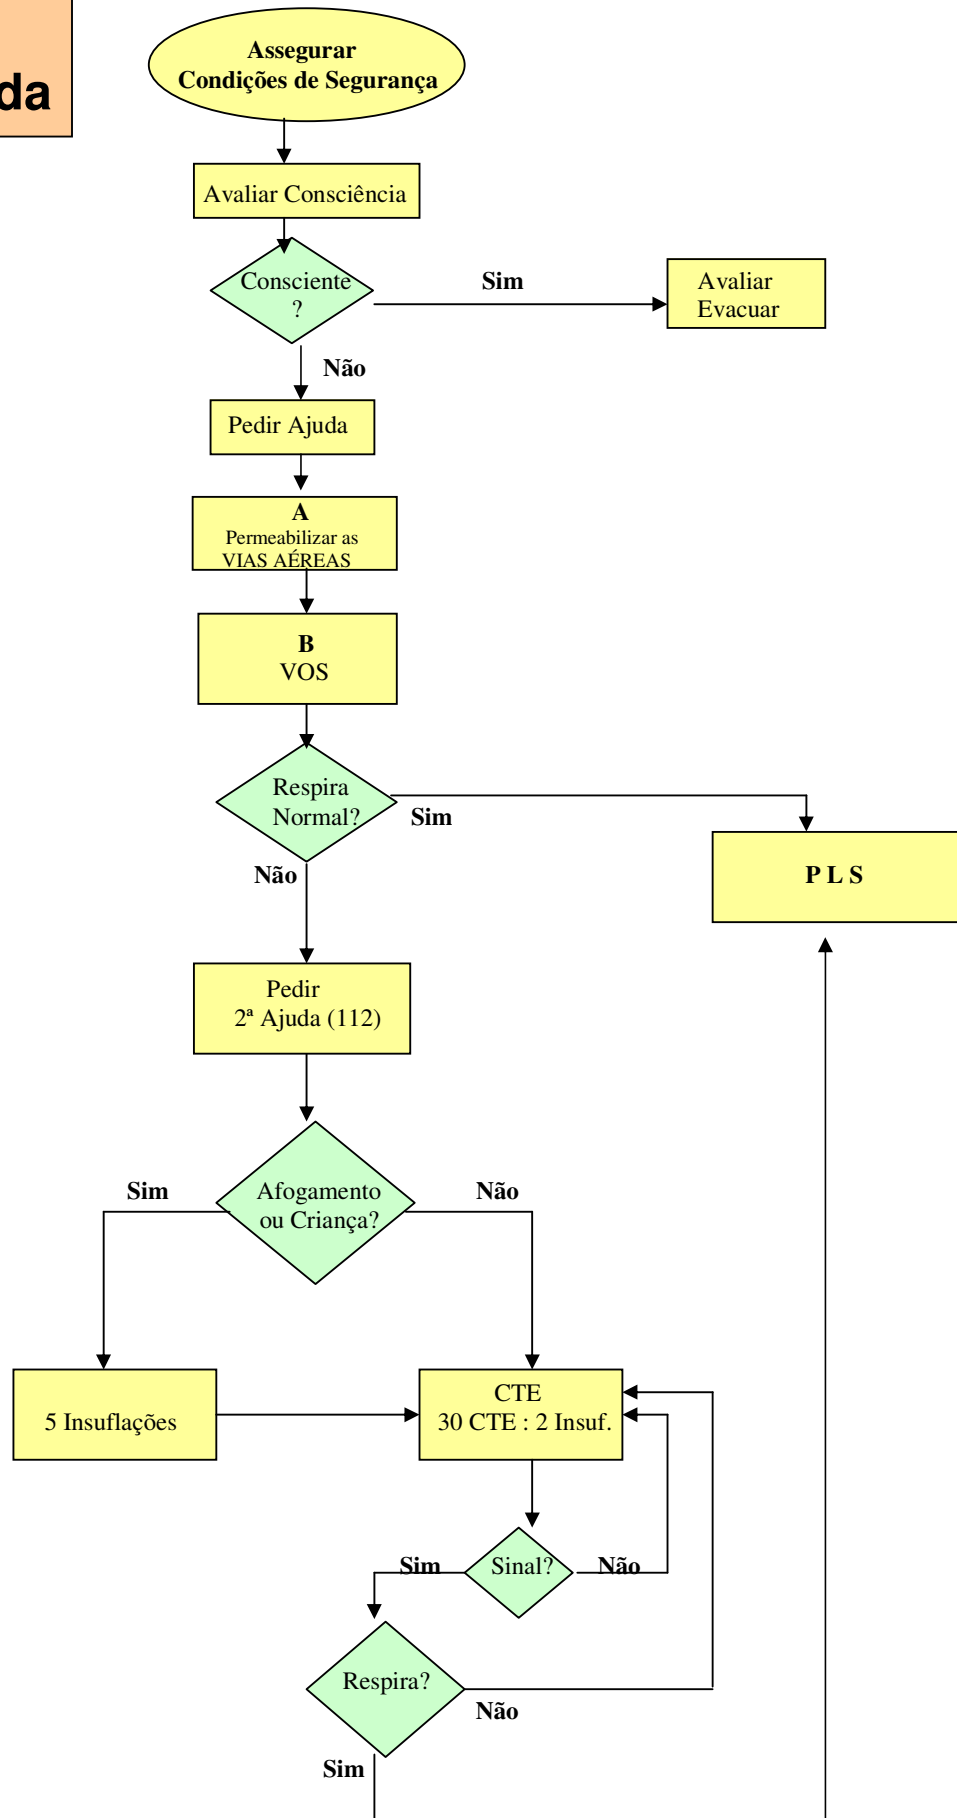 da
Assegurar
Condições de Segurança
Avaliar Consciência
Consciente
?
Sim
Avaliar
Evacuar
Não
Pedir Ajuda
A
Permeabilizar as
VIAS AÉREAS
B
VOS
Respira
Normal?
Sim
Não
P L S
Pedir
2ª Ajuda (112)
Sim
Afogamento
ou Criança?
Não
5 Insuflações
CTE
30 CTE : 2 Insuf.
Sim
Sinal?
Não
Respira?
Não
Sim